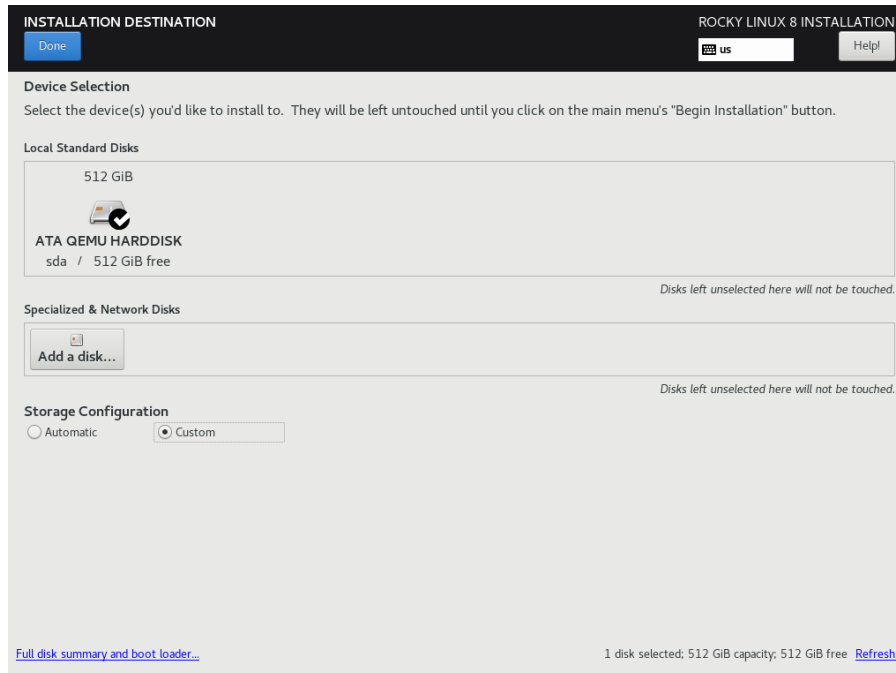 INSTALLATION DESTINATION
ROCKY LINUX 8 INSTALLATION
Done
us
Help!
Device Selection
Select the device(s) you'd like to install to. They will be left untouched until you click on the main menu's "Begin Installation" button.
Local Standard Disks
512 GiB
ATA QEMU HARDDISK
sda / 512 GiB free
Disks left unselected here will not be touched.
Specialized & Network Disks
Add a disk...
Disks left unselected here will not be touched.
Storage Configuration
Automatic Custom
Full disk summary and boot loader...
1 disk selected; 512 GiB capacity; 512 GiB free Refresh